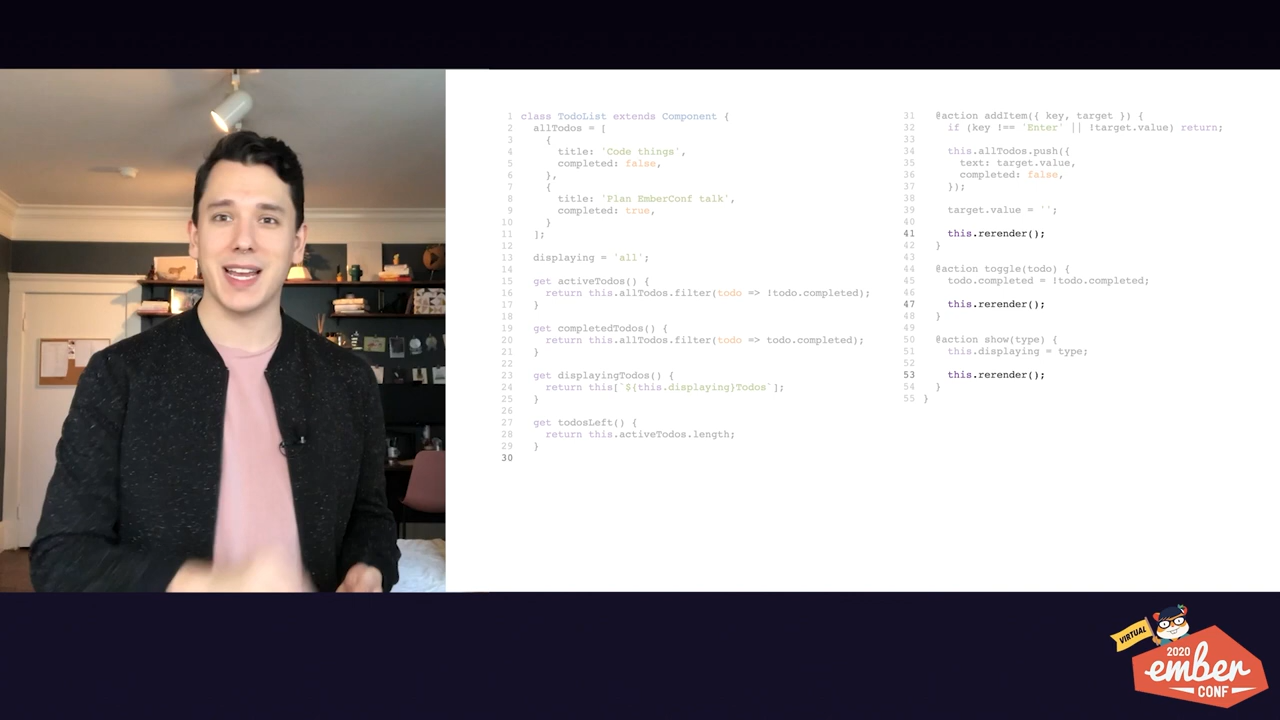 1 class TodoList extends Component {
2 allTodos = [
3 {
4 title: 'Code things',
5 completed: false,
6 },
7 {
8 title: 'Plan EmberConf talk',
9 completed: true,
10 }
11 ];
12
13 displaying = 'all';
14
15 get activeTodos() {
16 return this.allTodos.filter(todo => !todo.completed);
17 }
18
19 get completedTodos() {
20 return this.allTodos.filter(todo => todo.completed);
21 }
22
23 get displayingTodos() {
24 return this[`${this.displaying}Todos`];
25 }
26
27 get todosLeft() {
28 return this.activeTodos.length;
29 }
30
31 @action addItem({ key, target }) {
32 if (key !== 'Enter' || !target.value) return;
33
34 this.allTodos.push({
35 text: target.value,
36 completed: false,
37 });
38
39 target.value = ``;
40
41 this.rerender();
42 }
43
44 @action toggle(todo) {
45 todo.completed = !todo.completed;
46
47 this.rerender();
48 }
49
50 @action show(type) {
51 this.displaying = type;
52
53 this.rerender();
54 }
55 }
VIRTUAL
2020
ember
CONF